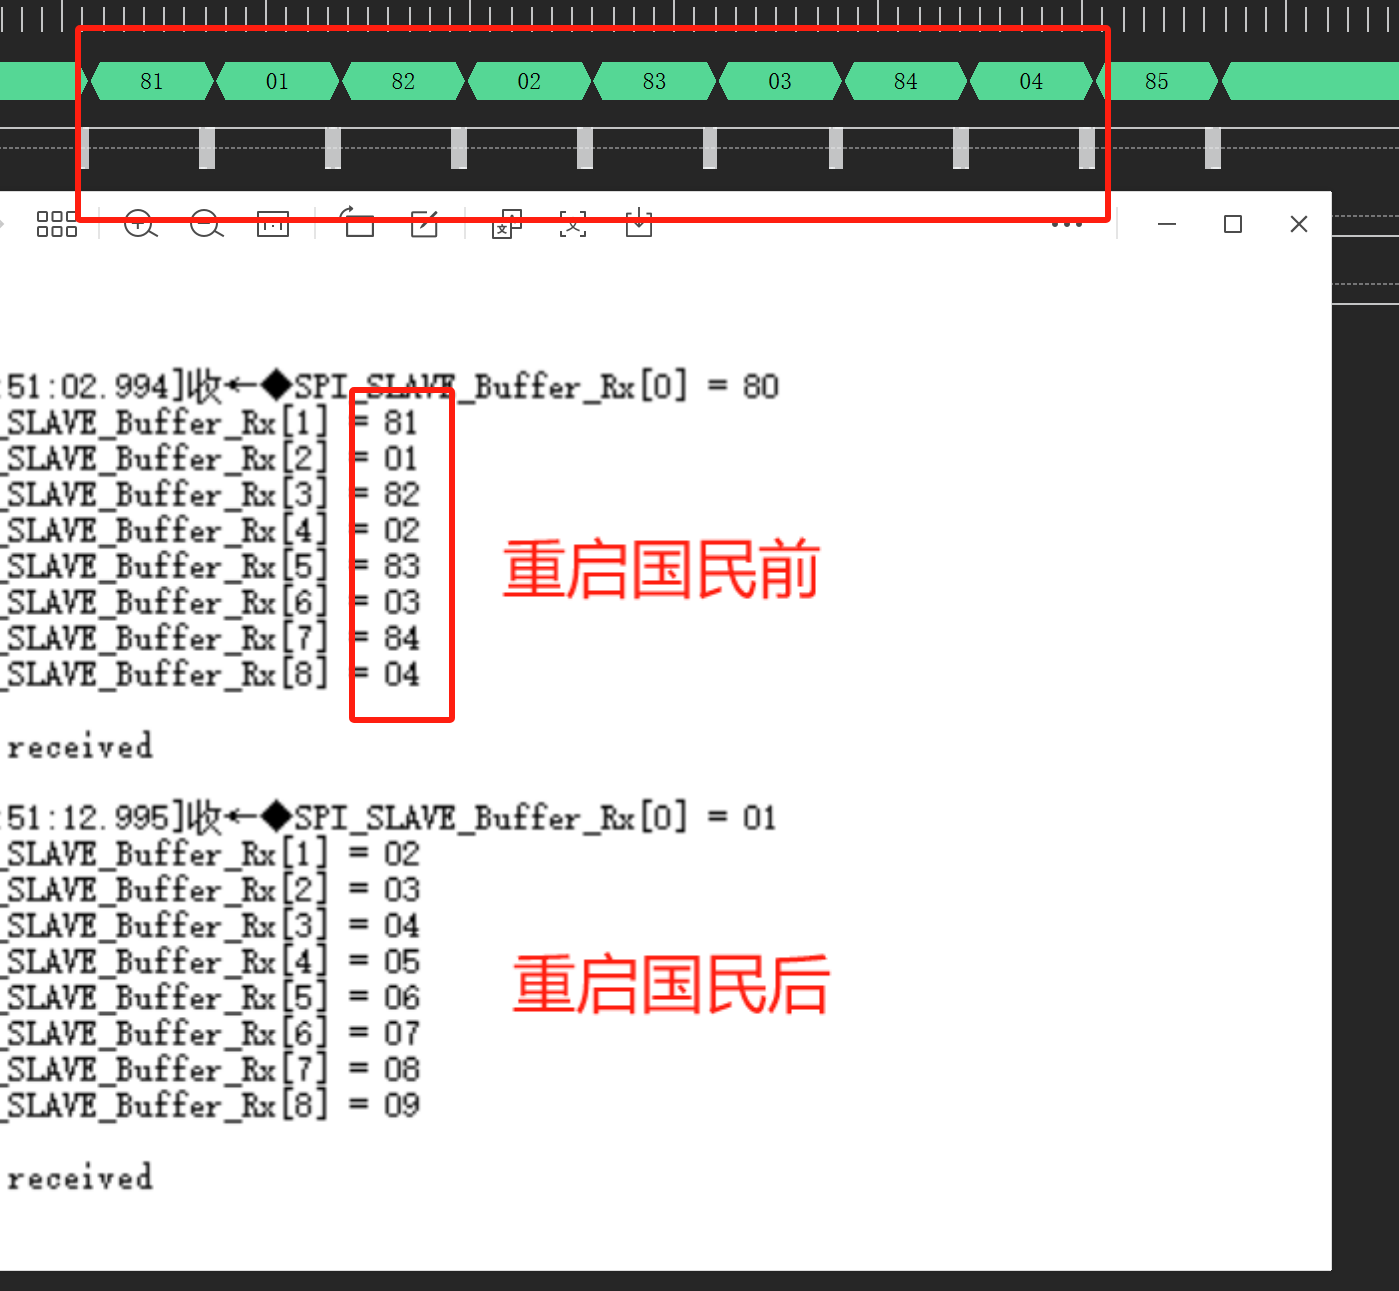 81 01 82 02 83 03 84 04 85
:51:02.994]收←◆SPI_SLAVE_Buffer_Rx[0] = 80
_SLAVE_Buffer_Rx[1] = 81
_SLAVE_Buffer_Rx[2] = 01
_SLAVE_Buffer_Rx[3] = 82
_SLAVE_Buffer_Rx[4] = 02
_SLAVE_Buffer_Rx[5] = 83
_SLAVE_Buffer_Rx[6] = 03
_SLAVE_Buffer_Rx[7] = 84
_SLAVE_Buffer_Rx[8] = 04
重启国民前
received
:51:12.995]收←◆SPI_SLAVE_Buffer_Rx[0] = 01
_SLAVE_Buffer_Rx[1] = 02
_SLAVE_Buffer_Rx[2] = 03
_SLAVE_Buffer_Rx[3] = 04
_SLAVE_Buffer_Rx[4] = 05
_SLAVE_Buffer_Rx[5] = 06
_SLAVE_Buffer_Rx[6] = 07
_SLAVE_Buffer_Rx[7] = 08
_SLAVE_Buffer_Rx[8] = 09
重启国民后
received